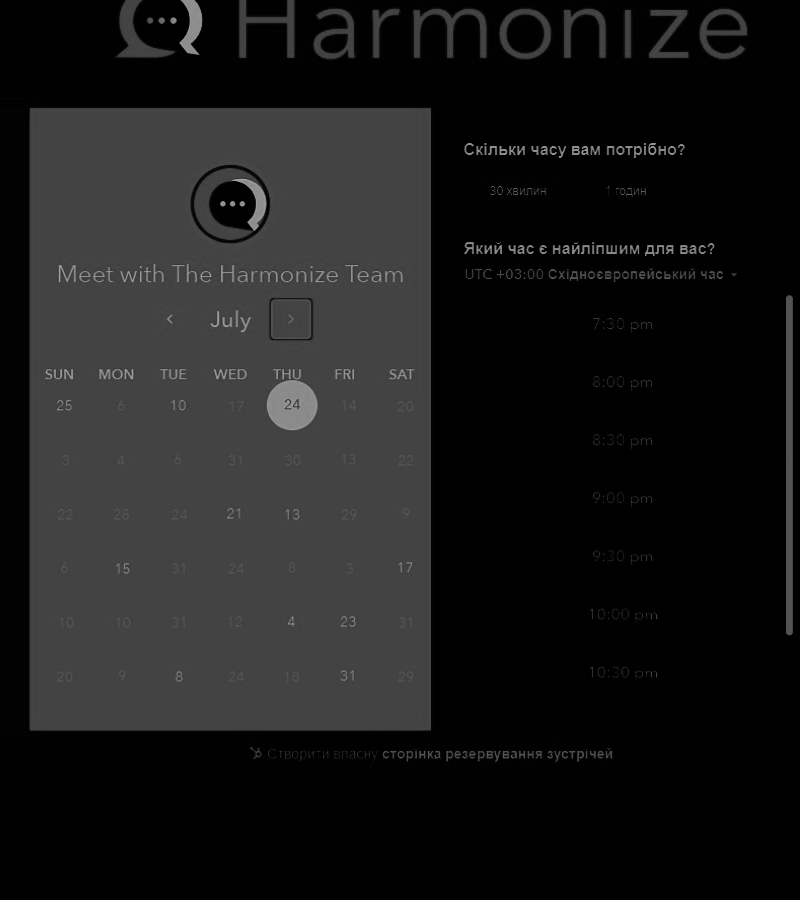 Harmonize
Meet with The Harmonize Team
July
SUN MON TUE WED THU FRI SAT
25 6 10 17 24 14 20
3 4 6 31 30 13 22
22 28 24 21 13 29 9
6 15 31 24 8 3 17
10 10 31 12 4 23 31
20 9 8 24 18 31 29
Скільки часу вам потрібно?
30 хвилин 1 годин
Який час є найліпшим для вас?
UTC +03:00 Східноєвропейський час
7:30 pm
8:00 pm
8:30 pm
9:00 pm
9:30 pm
10:00 pm
10:30 pm
Створити власну сторінка резервування зустрічей